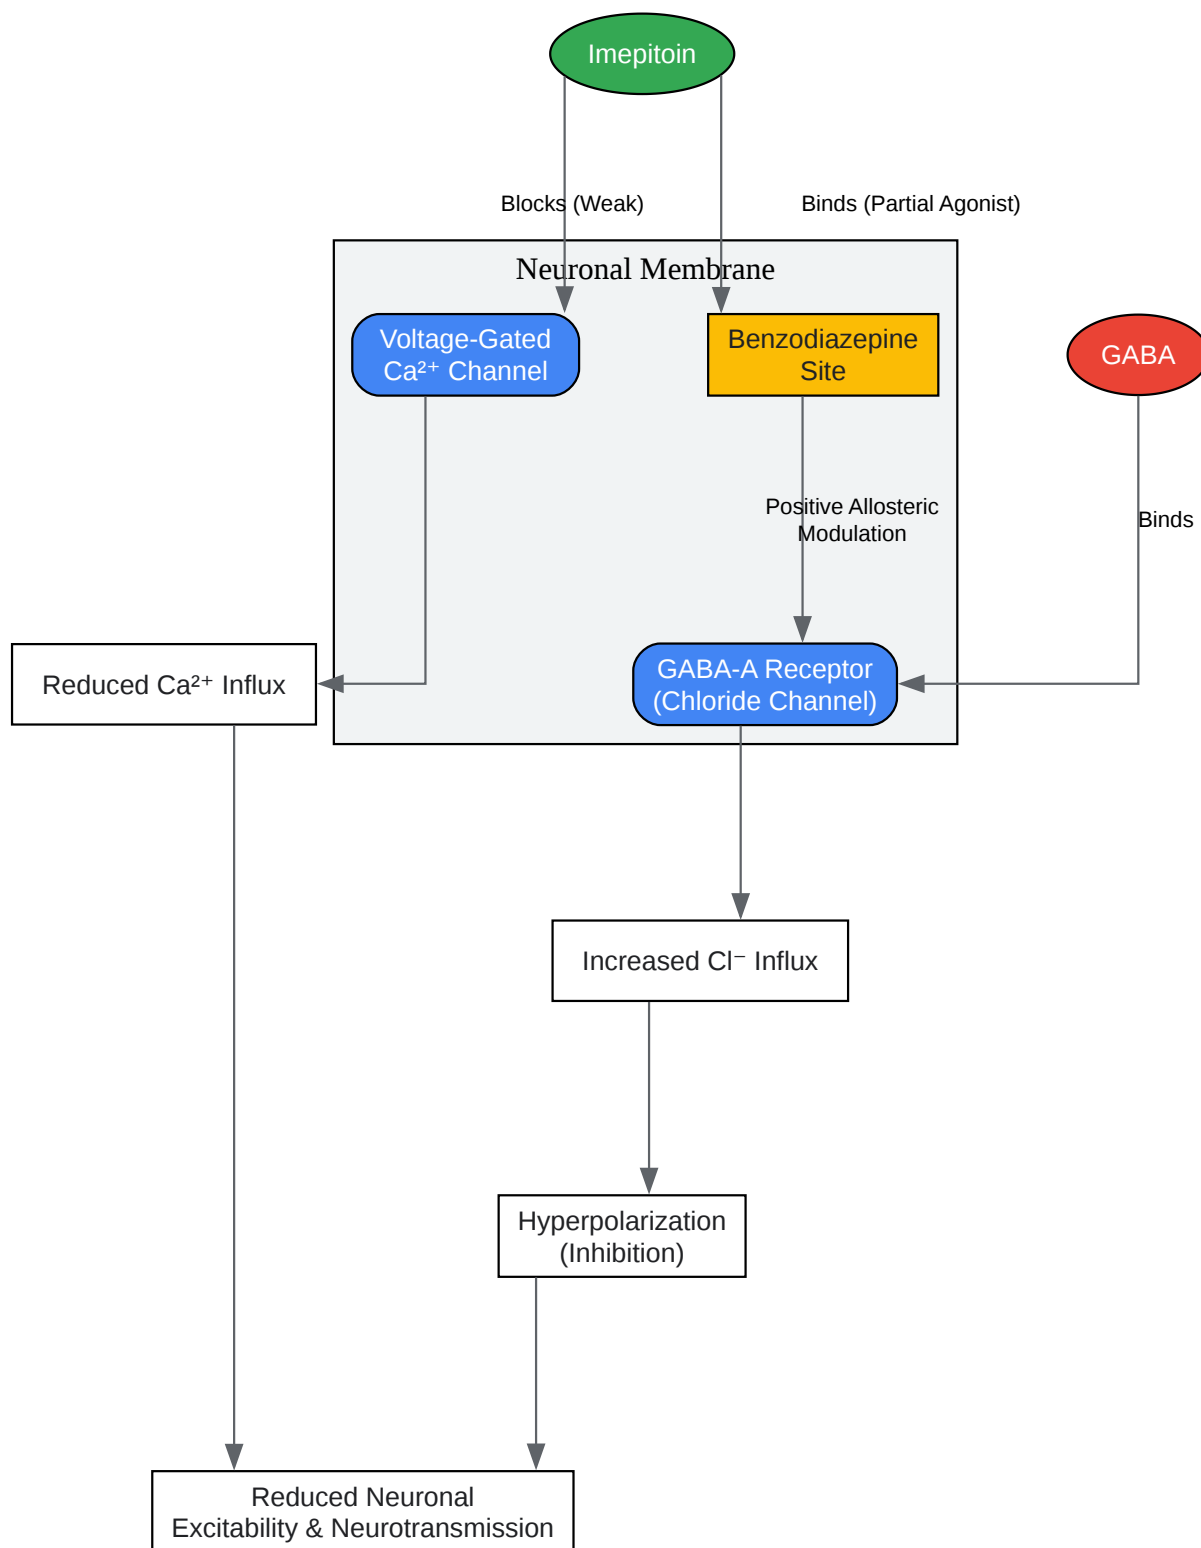 Imepitoin
Blocks (Weak)
Binds (Partial Agonist)
Neuronal Membrane
Voltage-Gated
Ca²⁺ Channel
Benzodiazepine
Site
GABA
Positive Allosteric
Modulation
Binds
Reduced Ca²⁺ Influx
GABA-A Receptor
(Chloride Channel)
Increased Cl⁻ Influx
Hyperpolarization
(Inhibition)
Reduced Neuronal
Excitability & Neurotransmission